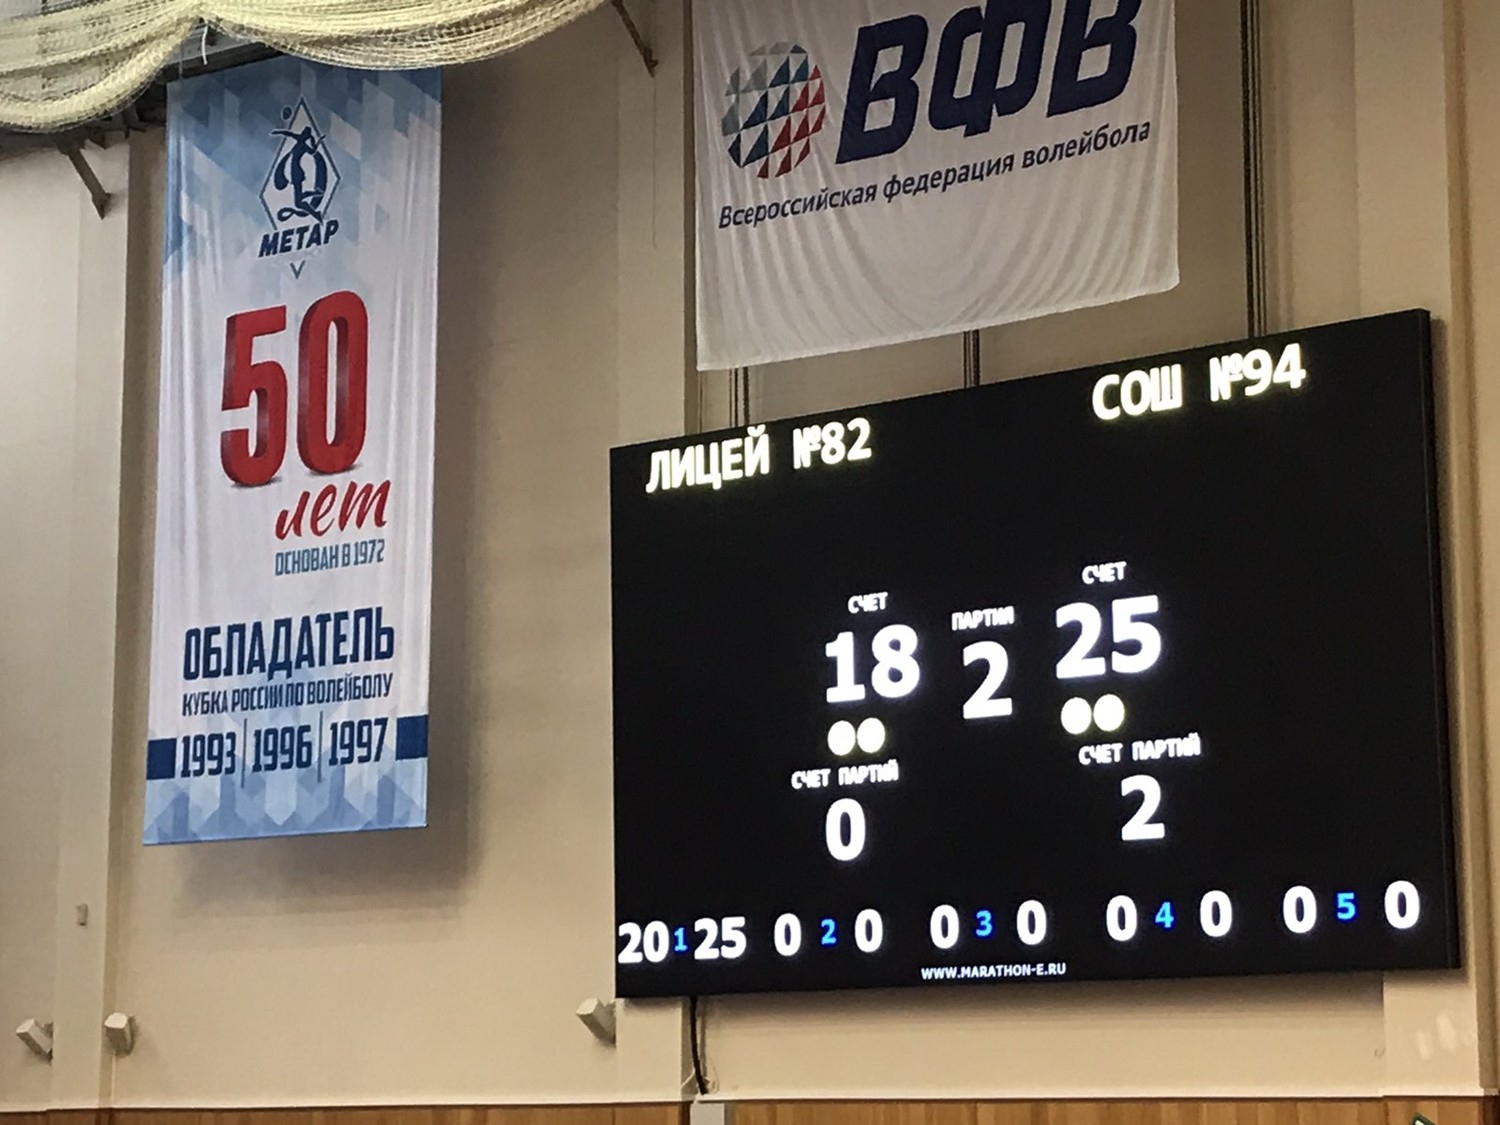 МЕТАР
50
лет
ОСНОВАН В 1972
ОБЛАДАТЕЛЬ
КУБКА РОССИИ ПО ВОЛЕЙБОЛУ
1993 | 1996 | 1997
ВФВ
Всероссийская федерация волейбола
ЛИЦЕЙ №82
СОШ №94
СЧЕТ
ПАРТИЯ
СЧЕТ
18
2
25
СЧЕТ ПАРТИЙ
СЧЕТ ПАРТИЙ
0
2
20 1 25 0 2 0 0 3 0 0 4 0 0 5 0
WWW.MARATHON-E.RU